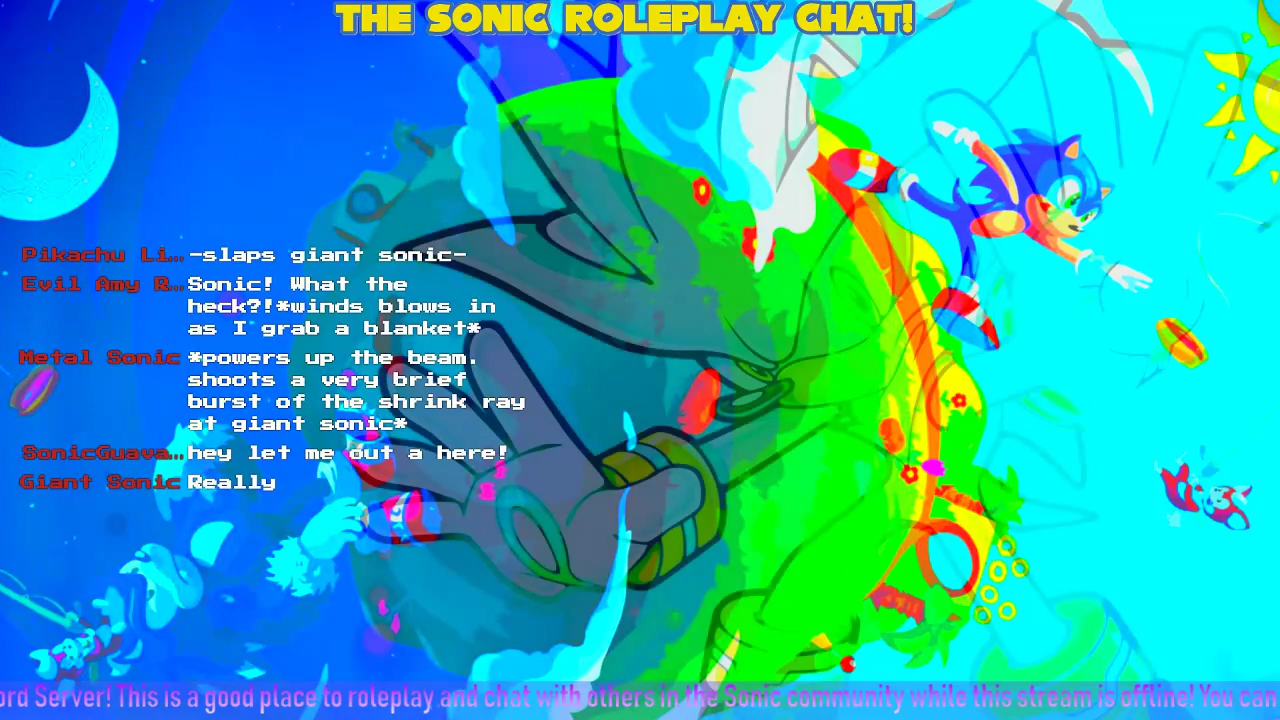 THE SONIC ROLEPLAY CHAT!
Pikachu Li… -slaps giant sonic-
Evil Amy R… Sonic! What the
heck?!*winds blows in
as I grab a blanket*
Metal Sonic *powers up the beam.
shoots a very brief
burst of the shrink ray
at giant sonic*
SonicGuava… hey let me out a here!
Giant Sonic Really
ord Server! This is a good place to roleplay and chat with others in the Sonic community while this stream is offline! You can